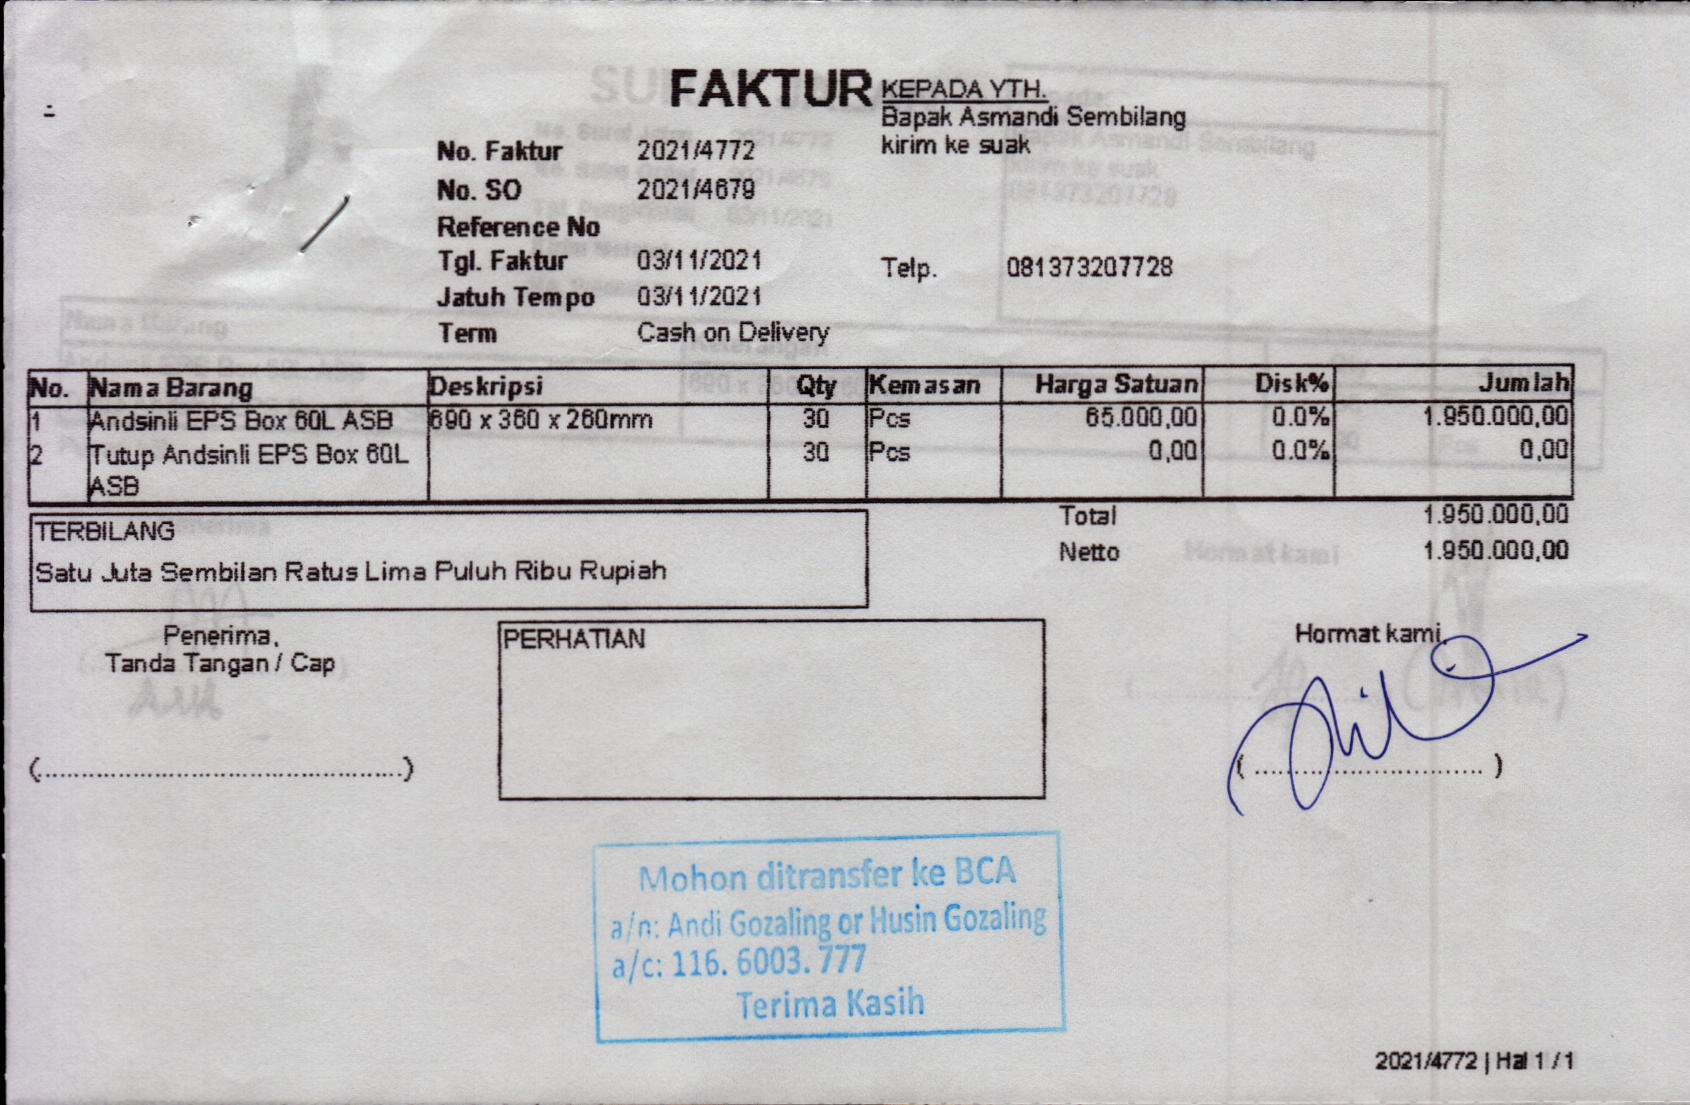 FAKTUR
KEPADA YTH.
Bapak Asmandi Sembilang
kirim ke suak
No. Faktur 2021/4772
No. SO 2021/4679
Reference No
Tgl. Faktur 03/11/2021
Telp. 081373207728
Jatuh Tempo 03/11/2021
Term Cash on Delivery
No. Nama Barang Deskripsi Qty Kemasan Harga Satuan Disk% Jumlah
1 Andsinli EPS Box 60L ASB 690 x 360 x 260mm 30 Pcs 65.000,00 0.0% 1.950.000,00
2 Tutup Andsinli EPS Box 60L 30 Pcs 0,00 0.0% 0,00
ASB
Total 1.950.000,00
TERBILANG
Netto 1.950.000,00
Satu Juta Sembilan Ratus Lima Puluh Ribu Rupiah
Penerima,
Tanda Tangan / Cap
PERHATIAN
Hormat kami,
(................................................)
( .............................. )
Mohon ditransfer ke BCA
a/n: Andi Gozaling or Husin Gozaling
a/c: 116. 6003. 777
Terima Kasih
2021/4772 | Hal 1 / 1